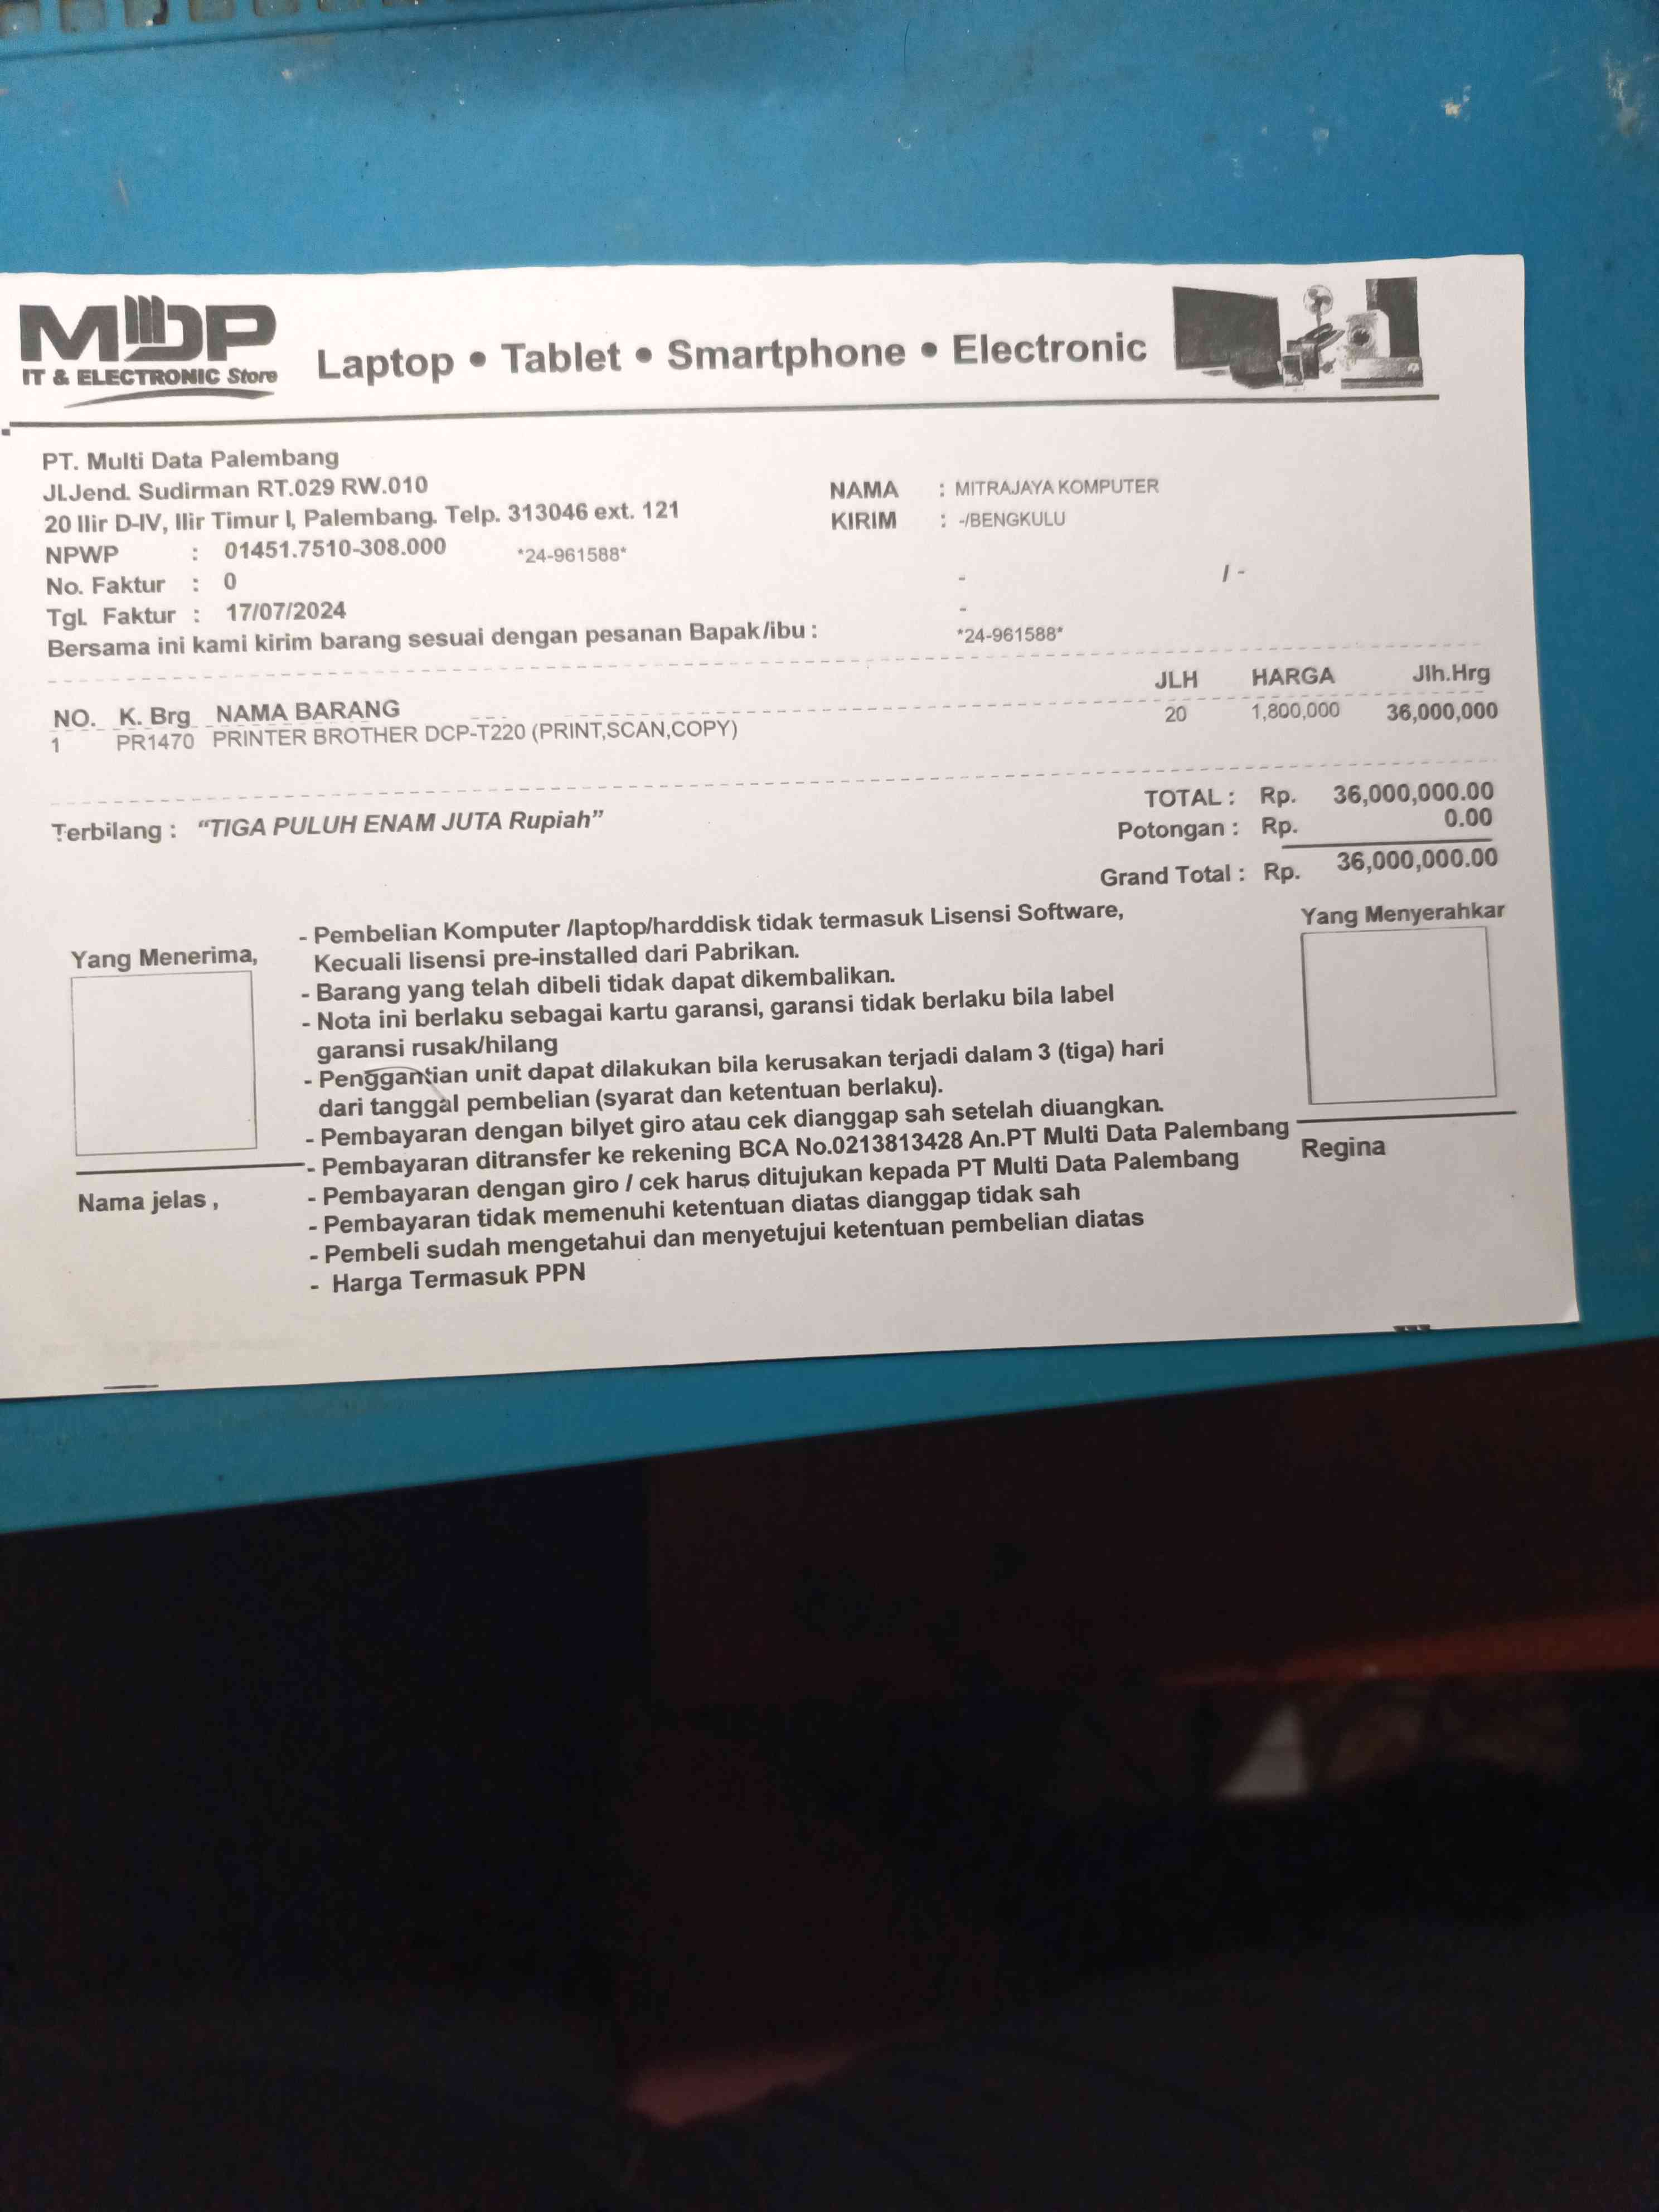 MDP
IT & ELECTRONIC Store
Laptop • Tablet • Smartphone • Electronic
PT. Multi Data Palembang
Jl.Jend. Sudirman RT.029 RW.010
20 Ilir D-IV, Ilir Timur I, Palembang. Telp. 313046 ext. 121
NPWP : 01451.7510-308.000 *24-961588*
No. Faktur : 0
Tgl. Faktur : 17/07/2024
Bersama ini kami kirim barang sesuai dengan pesanan Bapak/ibu :
NAMA : MITRAJAYA KOMPUTER
KIRIM : -/BENGKULU
- / -
-
*24-961588*
NO. K. Brg NAMA BARANG JLH HARGA Jlh.Hrg
1 PR1470 PRINTER BROTHER DCP-T220 (PRINT,SCAN,COPY) 20 1,800,000 36,000,000
Terbilang : "TIGA PULUH ENAM JUTA Rupiah"
TOTAL : Rp. 36,000,000.00
Potongan : Rp. 0.00
Grand Total : Rp. 36,000,000.00
Yang Menerima,
Nama jelas ,
- Pembelian Komputer /laptop/harddisk tidak termasuk Lisensi Software,
Kecuali lisensi pre-installed dari Pabrikan.
- Barang yang telah dibeli tidak dapat dikembalikan.
- Nota ini berlaku sebagai kartu garansi, garansi tidak berlaku bila label
garansi rusak/hilang
- Penggantian unit dapat dilakukan bila kerusakan terjadi dalam 3 (tiga) hari
dari tanggal pembelian (syarat dan ketentuan berlaku).
- Pembayaran dengan bilyet giro atau cek dianggap sah setelah diuangkan.
- Pembayaran ditransfer ke rekening BCA No.0213813428 An.PT Multi Data Palembang
- Pembayaran dengan giro / cek harus ditujukan kepada PT Multi Data Palembang
- Pembayaran tidak memenuhi ketentuan diatas dianggap tidak sah
- Pembeli sudah mengetahui dan menyetujui ketentuan pembelian diatas
- Harga Termasuk PPN
Yang Menyerahkar
Regina